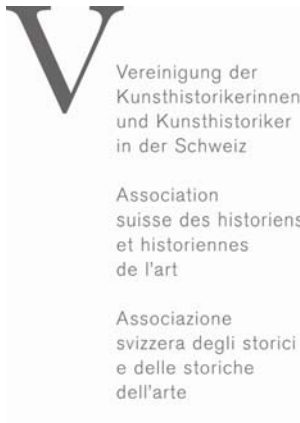 V
Vereinigung der
Kunsthistorikerinnen
und Kunsthistoriker
in der Schweiz
Association
suisse des historiens
et historiennes
de l'art
Associazione
svizzera degli storici
e delle storiche
dell'arte